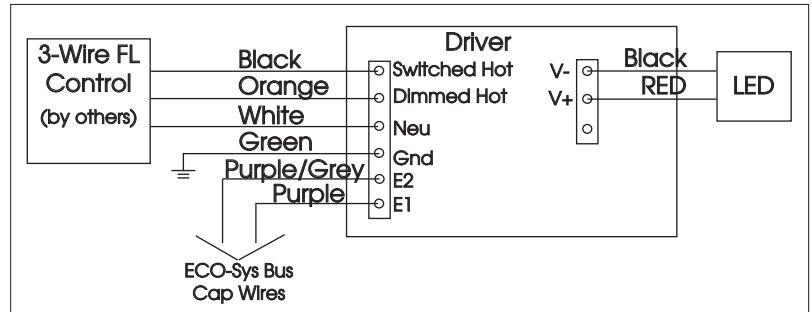 3-Wire FL
Control
(by others)
Black
Orange
White
Green
Purple/Grey
Purple
ECO-Sys Bus
Cap Wires
Driver
Switched Hot
Dimmed Hot
Neu
Gnd
E2
E1
V-
V+
Black
RED
LED